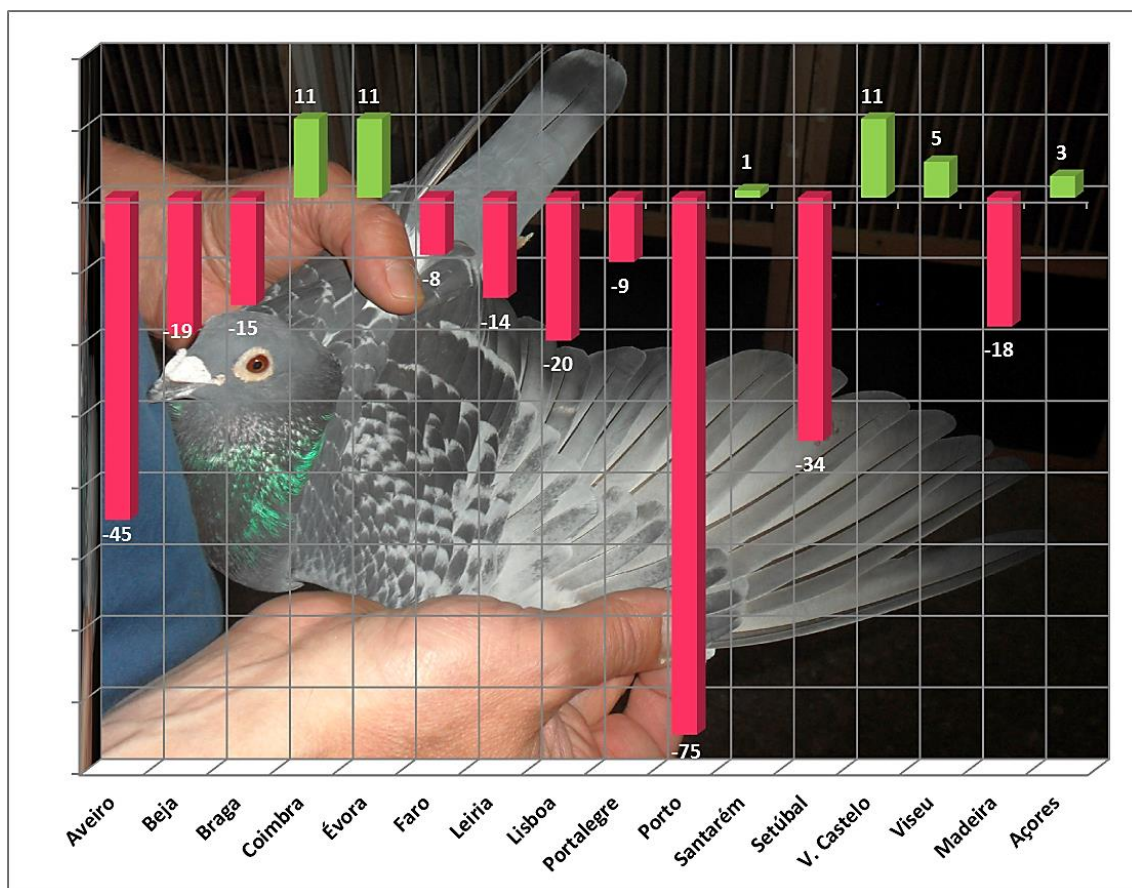 11
11
11
5
3
1
-8
-9
-14
-15
-18
-19
-20
-34
-45
-75
Aveiro
Beja
Braga
Coimbra
Évora
Faro
Leiria
Lisboa
Portalegre
Porto
Santarém
Setúbal
V. Castelo
Viseu
Madeira
Açores